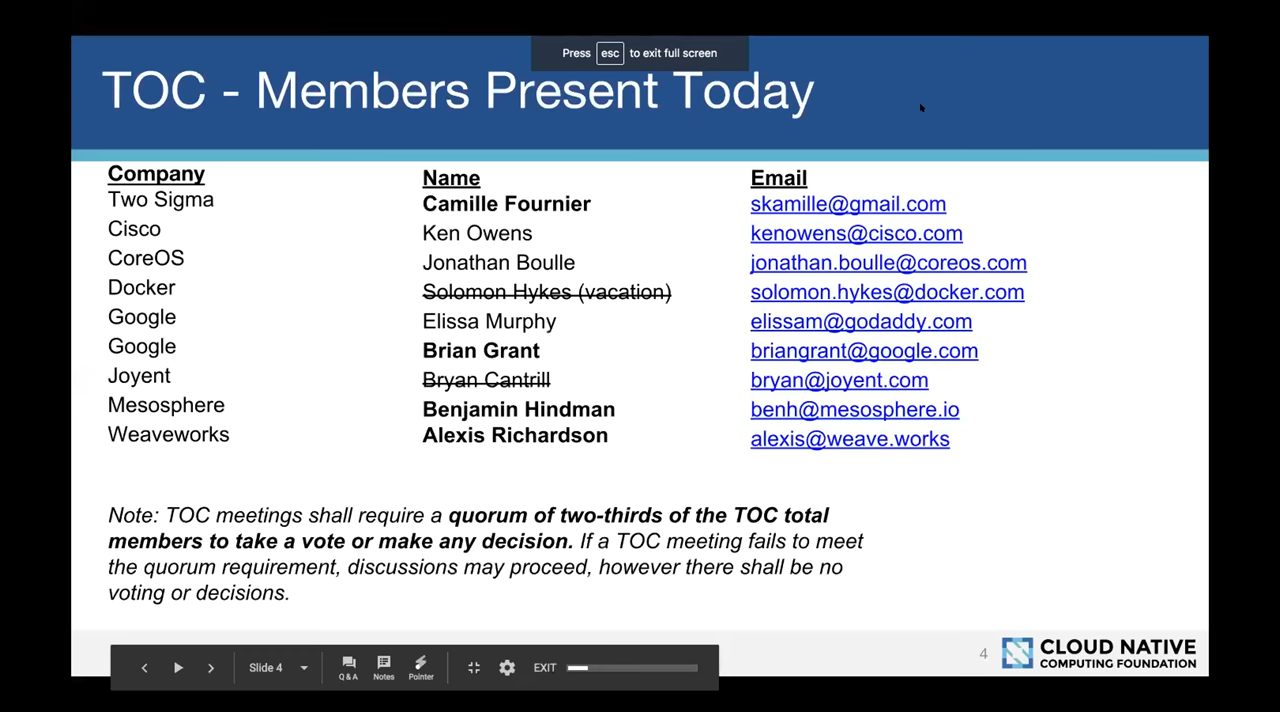 Press esc to exit full screen
TOC - Members Present Today
Company Name Email
Two Sigma Camille Fournier skamille@gmail.com
Cisco Ken Owens kenowens@cisco.com
CoreOS Jonathan Boulle jonathan.boulle@coreos.com
Docker Solomon Hykes (vacation) solomon.hykes@docker.com
Google Elissa Murphy elissam@godaddy.com
Google Brian Grant briangrant@google.com
Joyent Bryan Cantrill bryan@joyent.com
Mesosphere Benjamin Hindman benh@mesosphere.io
Weaveworks Alexis Richardson alexis@weave.works
Note: TOC meetings shall require a quorum of two-thirds of the TOC total
members to take a vote or make any decision. If a TOC meeting fails to meet
the quorum requirement, discussions may proceed, however there shall be no
voting or decisions.
4
CLOUD NATIVE
COMPUTING FOUNDATION
Slide 4
Q & A
Notes
Pointer
EXIT